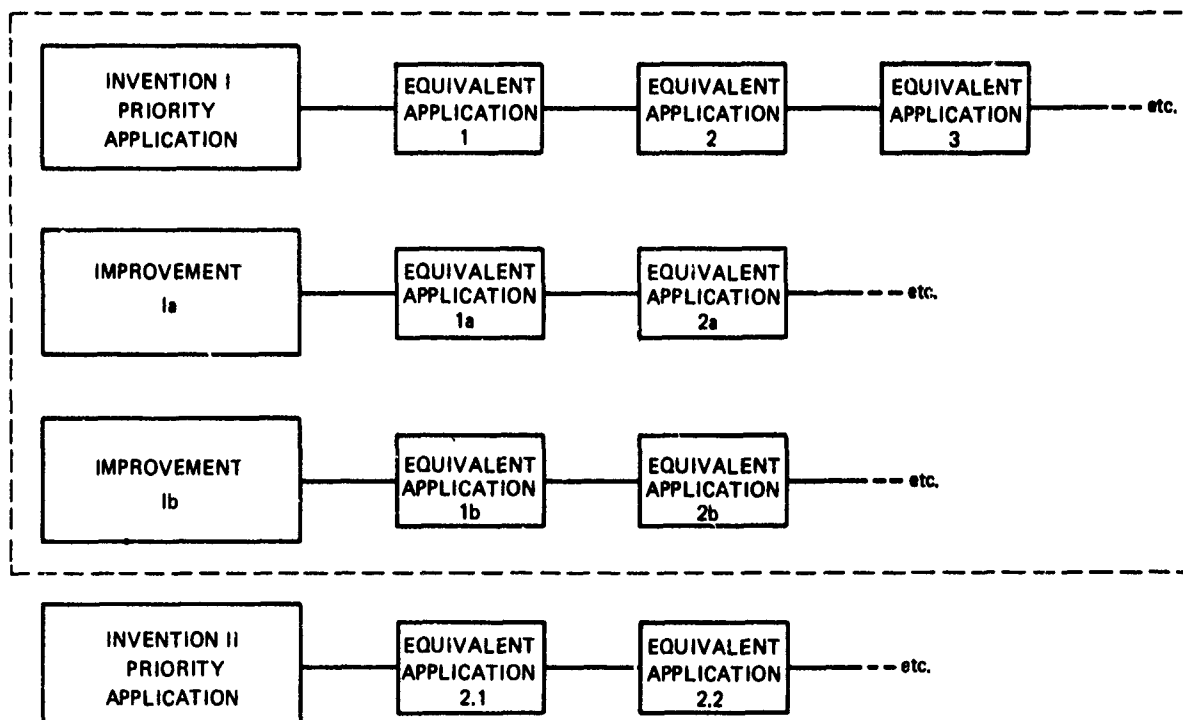 INVENTION I
PRIORITY
APPLICATION
EQUIVALENT
APPLICATION
1
EQUIVALENT
APPLICATION
2
EQUIVALENT
APPLICATION
3
etc.
IMPROVEMENT
Ia
EQUIVALENT
APPLICATION
1a
EQUIVALENT
APPLICATION
2a
etc.
IMPROVEMENT
Ib
EQUIVALENT
APPLICATION
1b
EQUIVALENT
APPLICATION
2b
etc.
INVENTION II
PRIORITY
APPLICATION
EQUIVALENT
APPLICATION
2.1
EQUIVALENT
APPLICATION
2.2
etc.